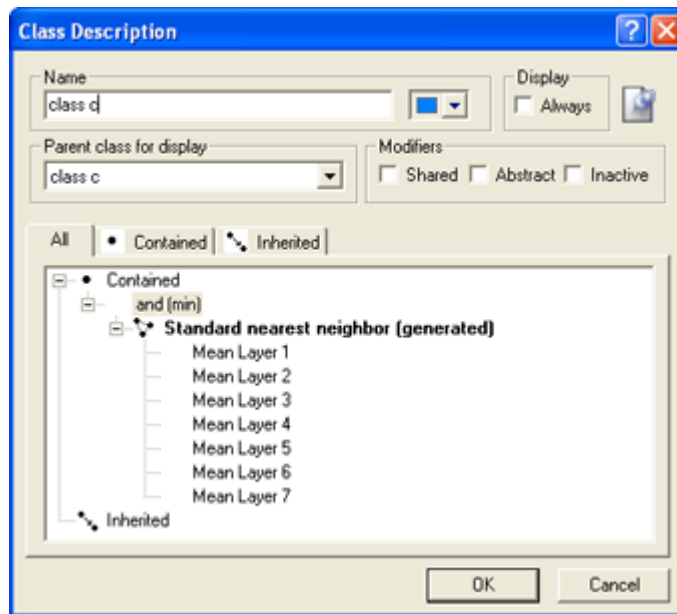 Class Description
Name
Display
class c
Always
Parent class for display
Modifiers
class c
Shared Abstract Inactive
All Contained Inherited
Contained
and (min)
Standard nearest neighbor (generated)
Mean Layer 1
Mean Layer 2
Mean Layer 3
Mean Layer 4
Mean Layer 5
Mean Layer 6
Mean Layer 7
Inherited
OK Cancel